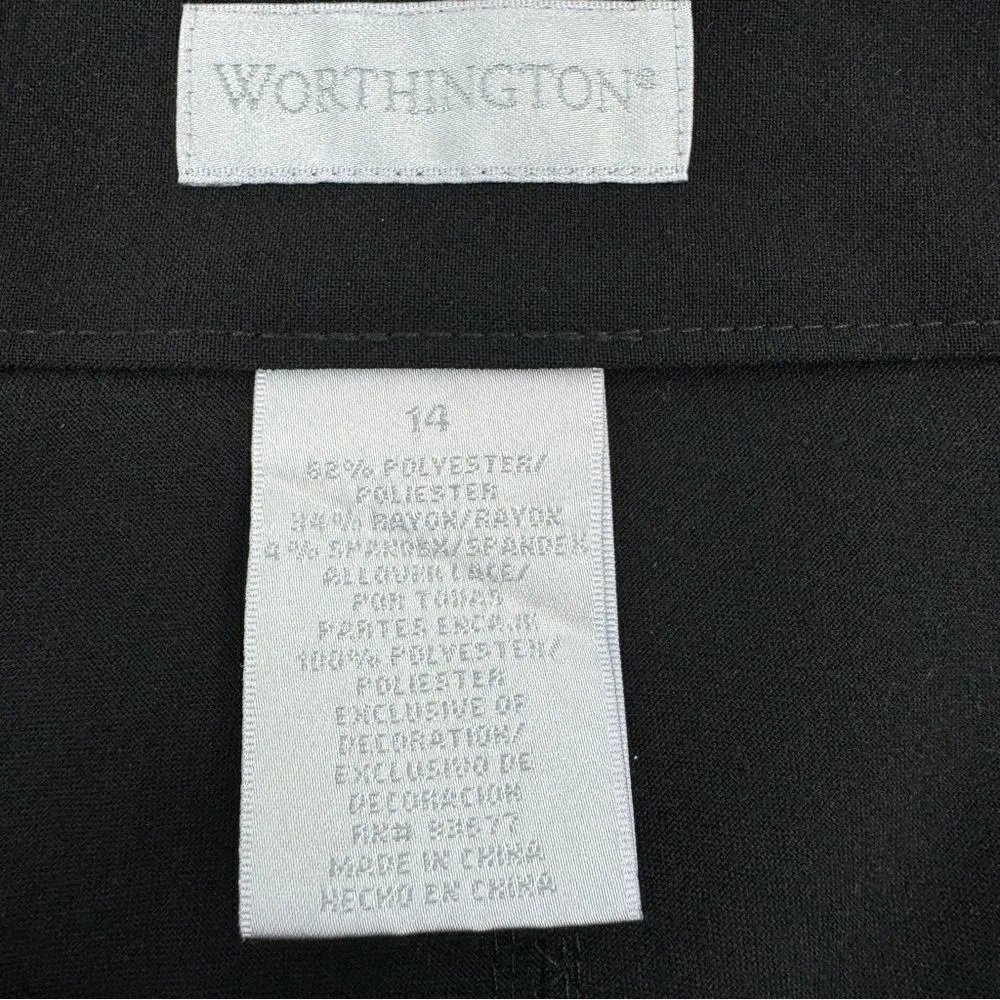 WORTHINGTON®
14
62% POLYESTER/
POLIESTER
34% RAYON/RAYON
4% SPANDEX/SPANDEX
ALLOVER LACE/
POR TODAS
PARTES ENCAJE
100% POLYESTER/
POLIESTER
EXCLUSIVE OF
DECORATION/
EXCLUSIVO DE
DECORACION
RN# 93677
MADE IN CHINA
HECHO EN CHINA